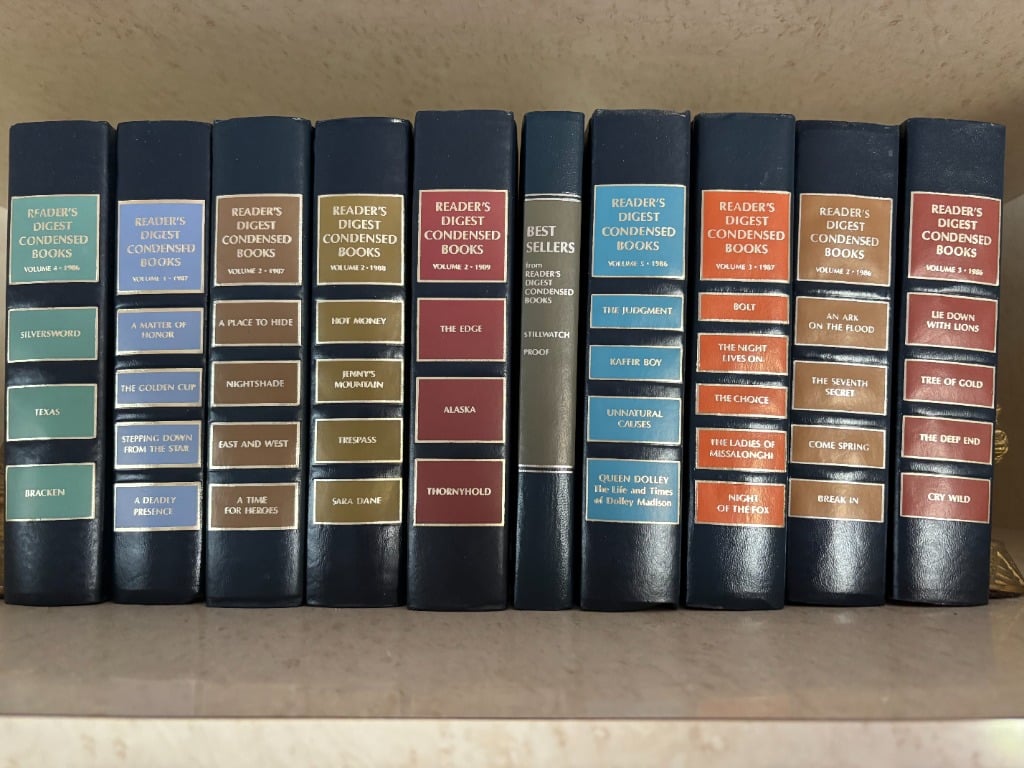 READER'S
DIGEST
CONDENSED
BOOKS
VOLUME 4 • 1986
SILVERSWORD
TEXAS
BRACKEN
READER'S
DIGEST
CONDENSED
BOOKS
VOLUME 1 • 1987
A MATTER OF
HONOR
THE GOLDEN CUP
STEPPING DOWN
FROM THE STAR
A DEADLY
PRESENCE
READER'S
DIGEST
CONDENSED
BOOKS
VOLUME 2 • 1987
A PLACE TO HIDE
NIGHTSHADE
EAST AND WEST
A TIME
FOR HEROES
READER'S
DIGEST
CONDENSED
BOOKS
VOLUME 2 • 1988
HOT MONEY
JENNY'S
MOUNTAIN
TRESPASS
SARA DANE
READER'S
DIGEST
CONDENSED
BOOKS
VOLUME 2 • 1989
THE EDGE
ALASKA
THORNYHOLD
BEST
SELLERS
from
READER'S
DIGEST
CONDENSED
BOOKS
STILLWATCH
PROOF
READER'S
DIGEST
CONDENSED
BOOKS
VOLUME 5 • 1986
THE JUDGMENT
KAFFIR BOY
UNNATURAL
CAUSES
QUEEN DOLLEY
The Life and Times
of Dolley Madison
READER'S
DIGEST
CONDENSED
BOOKS
VOLUME 3 • 1987
BOLT
THE NIGHT
LIVES ON
THE CHOICE
THE LADIES OF
MISSALONGHI
NIGHT
OF THE FOX
READER'S
DIGEST
CONDENSED
BOOKS
VOLUME 2 • 1986
AN ARK
ON THE FLOOD
THE SEVENTH
SECRET
COME SPRING
BREAK IN
READER'S
DIGEST
CONDENSED
BOOKS
VOLUME 3 • 1986
LIE DOWN
WITH LIONS
TREE OF GOLD
THE DEEP END
CRY WILD